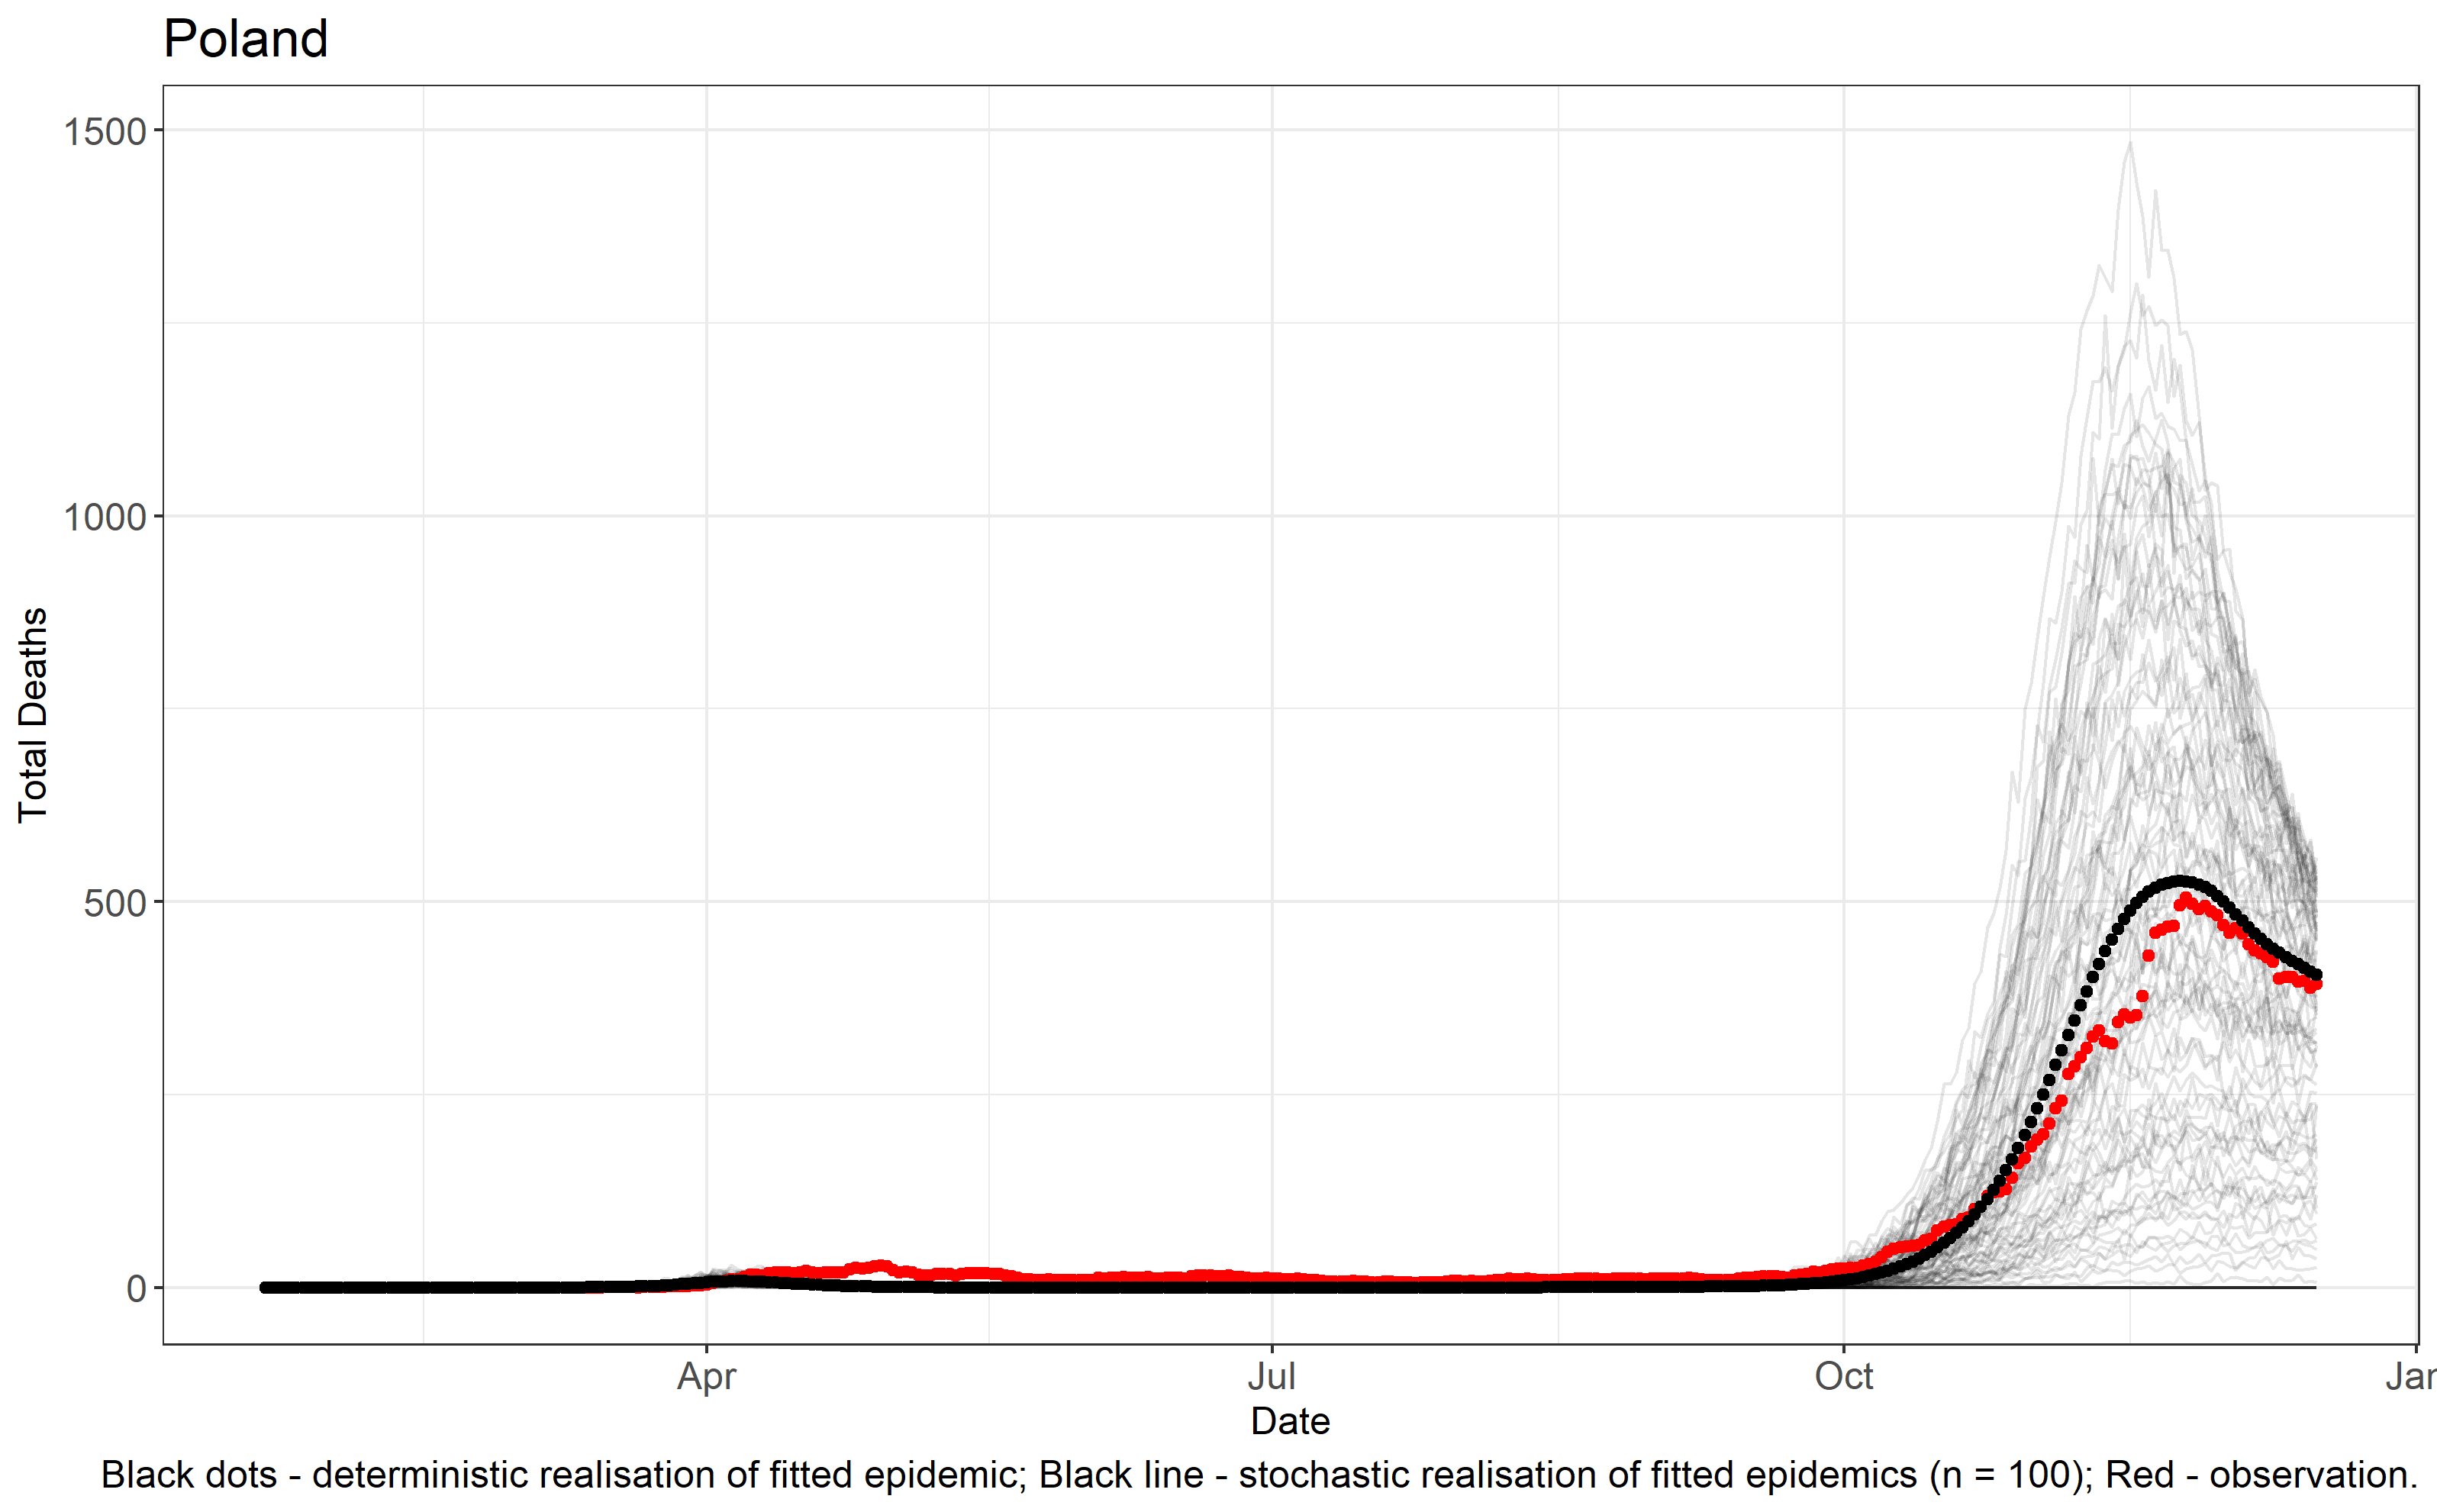 Poland
1500
1000
500
0
Total Deaths
Apr
Jul
Oct
Jan
Date
Black dots - deterministic realisation of fitted epidemic; Black line - stochastic realisation of fitted epidemics (n = 100); Red - observation.